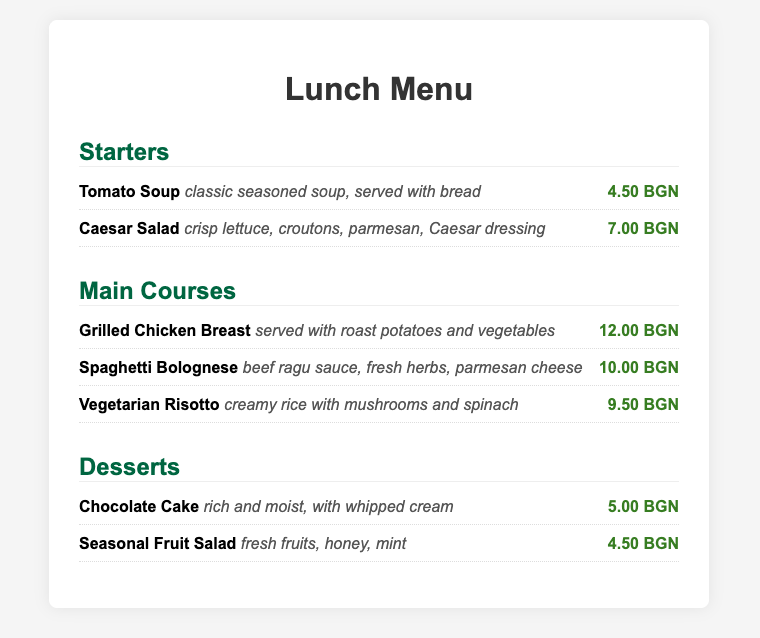 Lunch Menu
Starters
Tomato Soup classic seasoned soup, served with bread 4.50 BGN
Caesar Salad crisp lettuce, croutons, parmesan, Caesar dressing 7.00 BGN
Main Courses
Grilled Chicken Breast served with roast potatoes and vegetables 12.00 BGN
Spaghetti Bolognese beef ragu sauce, fresh herbs, parmesan cheese 10.00 BGN
Vegetarian Risotto creamy rice with mushrooms and spinach 9.50 BGN
Desserts
Chocolate Cake rich and moist, with whipped cream 5.00 BGN
Seasonal Fruit Salad fresh fruits, honey, mint 4.50 BGN